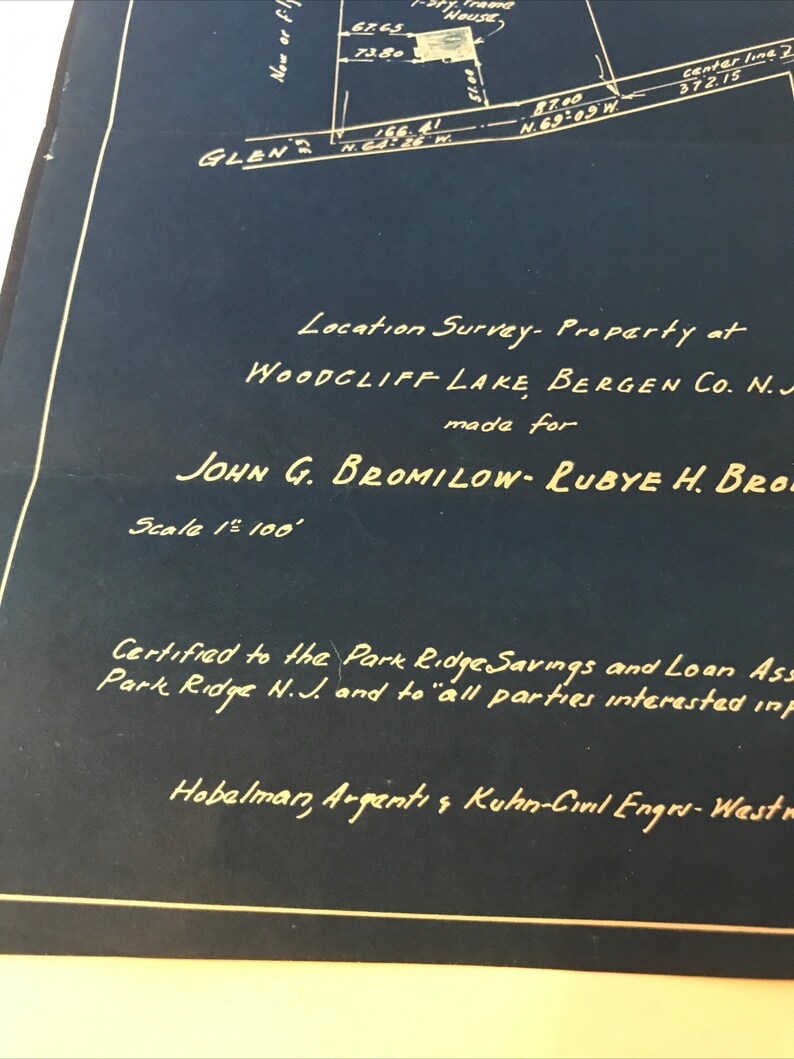 1-Sty. Frame
House
Now or F
67.65
73.80
51.00
center line
372.15
87.00
N. 69°-09' W.
166.41
N. 64°-26' W.
GLEN
33
Location Survey- Property at
WOODCLIFF LAKE, BERGEN CO. N.J
made for
JOHN G. BROMILOW- RUBYE H. BRO
Scale 1"= 100'
Certified to the Park Ridge Savings and Loan Ass
Park Ridge N.J. and to "all parties interested in p
Hobelman, Argenti & Kuhn-Civil Engrs- Westw